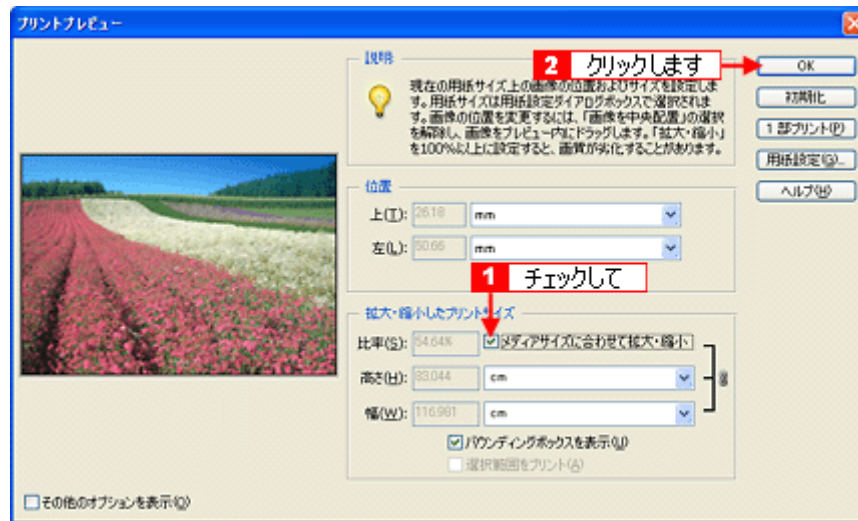 プリントプレビュー
説明
2 クリックします
OK
現在の用紙サイズ上の画像の位置およびサイズを設定しま
す。用紙サイズは用紙設定ダイアログボックスで選択されま
す。画像の位置を変更するには、「画像を中央配置」の選択
を解除し、画像をプレビュー内にドラッグします。「拡大・縮小」
を100%以上に設定すると、画質が劣化することがあります。
初期化
1部プリント(P)
用紙設定(G)...
ヘルプ(H)
位置
上(T): 26.18 mm
左(L): 50.66 mm
1 チェックして
拡大・縮小したプリントサイズ
比率(S): 54.64% メディアサイズに合わせて拡大・縮小
高さ(H): 83.044 cm
幅(W): 116.981 cm
バウンディングボックスを表示(U)
選択範囲をプリント(A)
その他のオプションを表示(O)